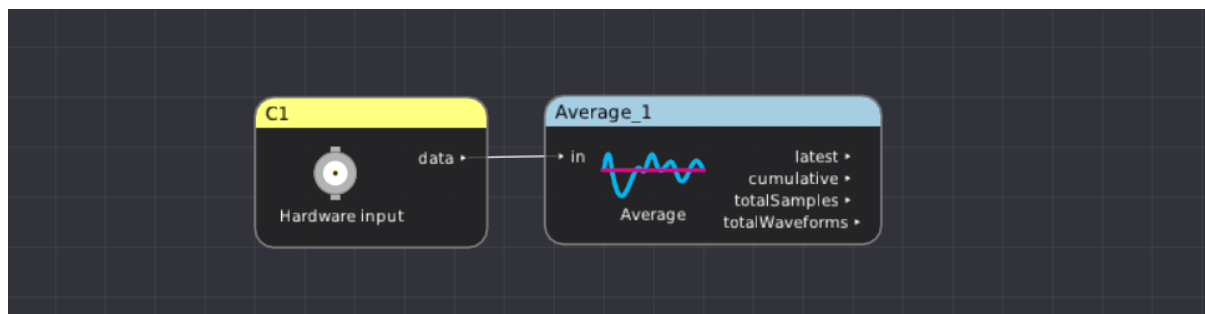 C1
data
Hardware input
Average_1
in
Average
latest
cumulative
totalSamples
totalWaveforms